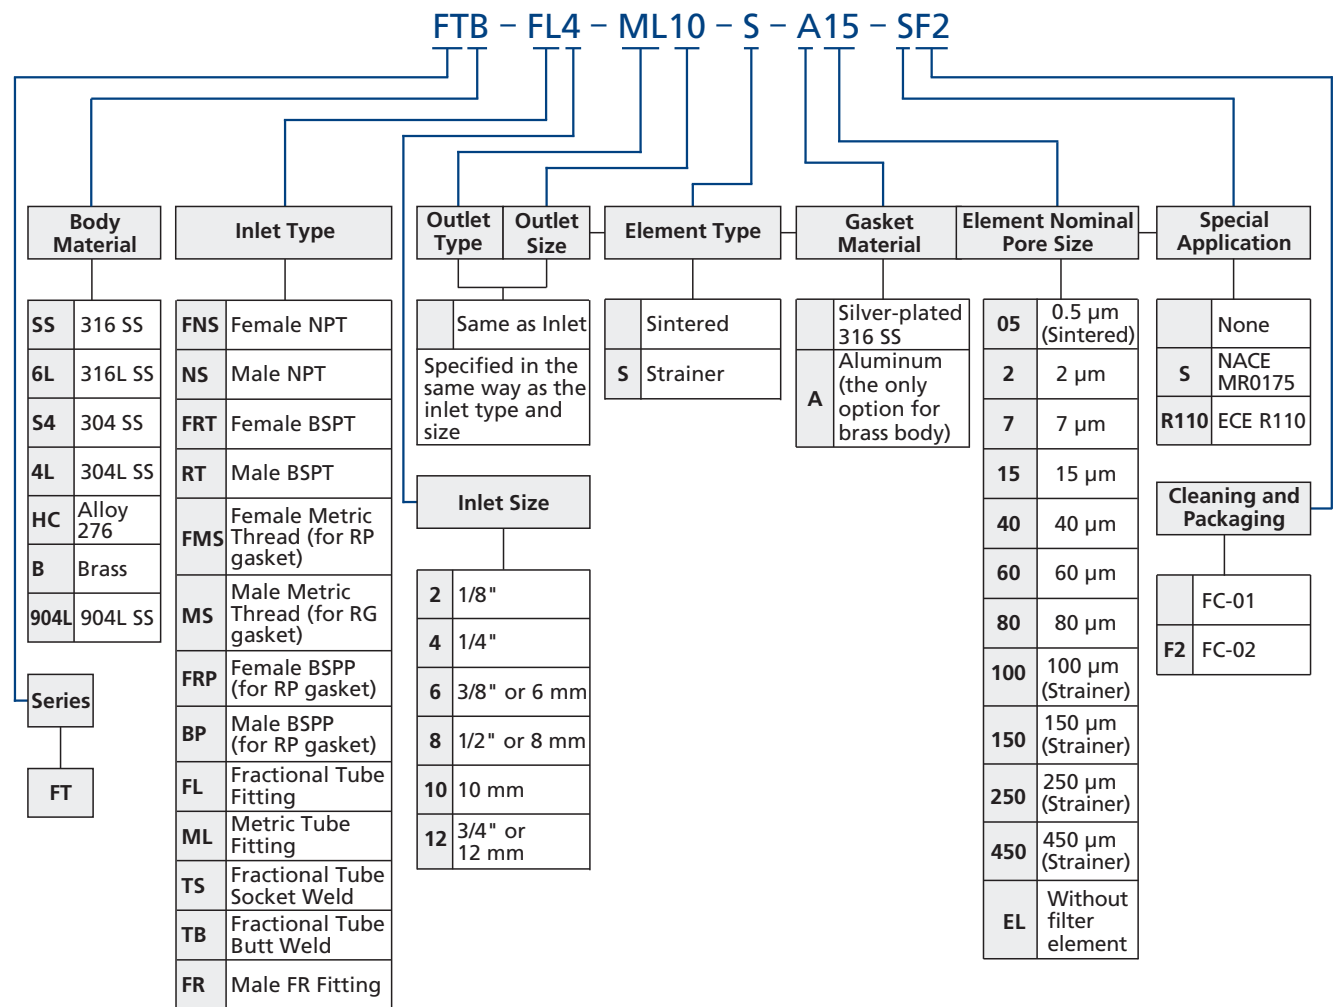 FTB – FL4 – ML10 – S – A15 – SF2
Body
Material
SS 316 SS
6L 316L SS
S4 304 SS
4L 304L SS
HC Alloy
276
B Brass
904L 904L SS
Series
FT
Inlet Type
FNS Female NPT
NS Male NPT
FRT Female BSPT
RT Male BSPT
FMS Female Metric
Thread (for RP
gasket)
MS Male Metric
Thread (for RG
gasket)
FRP Female BSPP
(for RP gasket)
BP Male BSPP
(for RP gasket)
FL Fractional Tube
Fitting
ML Metric Tube
Fitting
TS Fractional Tube
Socket Weld
TB Fractional Tube
Butt Weld
FR Male FR Fitting
Outlet
Type
Outlet
Size
Same as Inlet
Specified in the
same way as the
inlet type and
size
Inlet Size
2 1/8"
4 1/4"
6 3/8" or 6 mm
8 1/2" or 8 mm
10 10 mm
12 3/4" or
12 mm
Element Type
Sintered
S Strainer
Gasket
Material
Silver-plated
316 SS
A Aluminum
(the only
option for
brass body)
Element Nominal
Pore Size
05 0.5 µm
(Sintered)
2 2 µm
7 7 µm
15 15 µm
40 40 µm
60 60 µm
80 80 µm
100 100 µm
(Strainer)
150 150 µm
(Strainer)
250 250 µm
(Strainer)
450 450 µm
(Strainer)
EL Without
filter
element
Special
Application
None
S NACE
MR0175
R110 ECE R110
Cleaning and
Packaging
FC-01
F2 FC-02